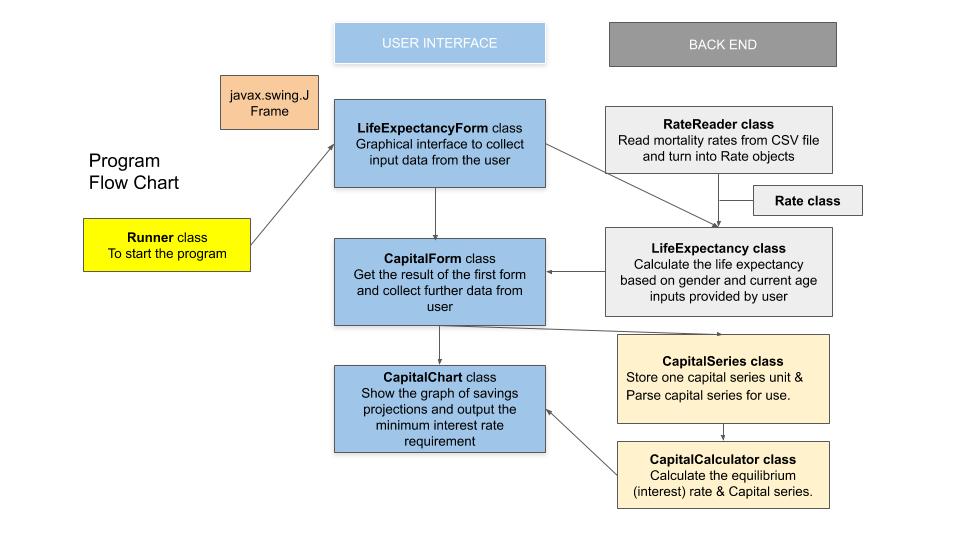 USER INTERFACE
BACK END
javax.swing.J
Frame
LifeExpectancyForm class
Graphical interface to collect
input data from the user
RateReader class
Read mortality rates from CSV file
and turn into Rate objects
Program
Flow Chart
Rate class
Runner class
To start the program
CapitalForm class
Get the result of the first form
and collect further data from
user
LifeExpectancy class
Calculate the life expectancy
based on gender and current age
inputs provided by user
CapitalSeries class
Store one capital series unit &
Parse capital series for use.
CapitalChart class
Show the graph of savings
projections and output the
minimum interest rate
requirement
CapitalCalculator class
Calculate the equilibrium
(interest) rate & Capital series.